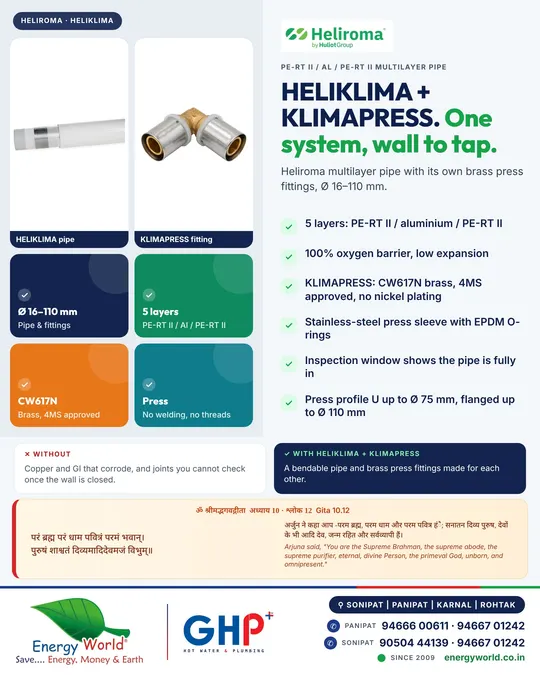 HELIROMA · HELIKLIMA
HELIKLIMA pipe
KLIMAPRESS fitting
Ø 16–110 mm
Pipe & fittings
5 layers
PE-RT II / Al / PE-RT II
CW617N
Brass, 4MS approved
Press
No welding, no threads
Heliroma®
by HuliotGroup
PE-RT II / AL / PE-RT II MULTILAYER PIPE
HELIKLIMA +
KLIMAPRESS. One
system, wall to tap.
Heliroma multilayer pipe with its own brass press
fittings, Ø 16–110 mm.
✓ 5 layers: PE-RT II / aluminium / PE-RT II
✓ 100% oxygen barrier, low expansion
✓ KLIMAPRESS: CW617N brass, 4MS
approved, no nickel plating
✓ Stainless-steel press sleeve with EPDM O-
rings
✓ Inspection window shows the pipe is fully
in
✓ Press profile U up to Ø 75 mm, flanged up
to Ø 110 mm
✕ WITHOUT
Copper and GI that corrode, and joints you cannot check
once the wall is closed.
✓ WITH HELIKLIMA + KLIMAPRESS
A bendable pipe and brass press fittings made for each
other.
ॐ श्रीमद्भगवद्गीता अध्याय 10 · श्लोक 12 Gita 10.12
परं ब्रह्म परं धाम पवित्रं परमं भवान्।
पुरुषं शाश्वतं दिव्यमादिदेवमजं विभुम्॥
अर्जुन ने कहा आप -परम ब्रह्म, परम धाम और परम पवित्र हं ै; सनातन दिव्य पुरुष, देवों
के भी आदि देव, जन्म रहित और सर्वव्यापी हैं।
Arjuna said, "You are the Supreme Brahman, the supreme abode, the
supreme purifier, eternal, divine Person, the primeval God, unborn, and
omnipresent."
Energy World
Save.... Energy, Money & Earth
GHP+
HOT WATER & PLUMBING
SONIPAT | PANIPAT | KARNAL | ROHTAK
PANIPAT 94666 00611 · 94667 01242
SONIPAT 90504 44139 · 94667 01242
SINCE 2009 energyworld.co.in